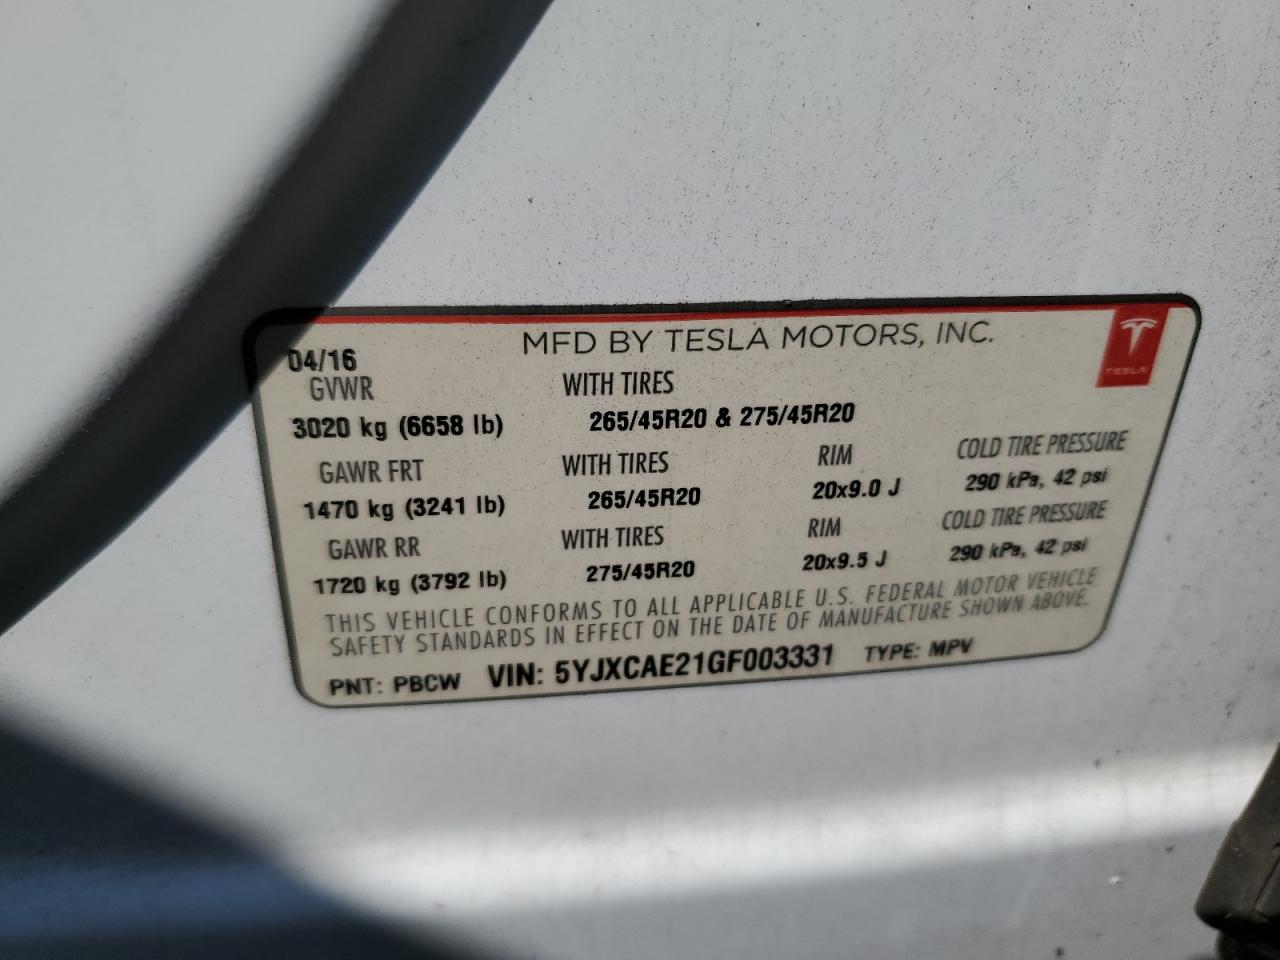 MFD BY TESLA MOTORS, INC.
TESLA
04/16
GVWR WITH TIRES
3020 kg (6658 lb) 265/45R20 & 275/45R20
GAWR FRT WITH TIRES RIM COLD TIRE PRESSURE
1470 kg (3241 lb) 265/45R20 20x9.0 J 290 kPa, 42 psi
GAWR RR WITH TIRES RIM COLD TIRE PRESSURE
1720 kg (3792 lb) 275/45R20 20x9.5 J 290 kPa, 42 psi
THIS VEHICLE CONFORMS TO ALL APPLICABLE U.S. FEDERAL MOTOR VEHICLE
SAFETY STANDARDS IN EFFECT ON THE DATE OF MANUFACTURE SHOWN ABOVE.
PNT: PBCW VIN: 5YJXCAE21GF003331 TYPE: MPV